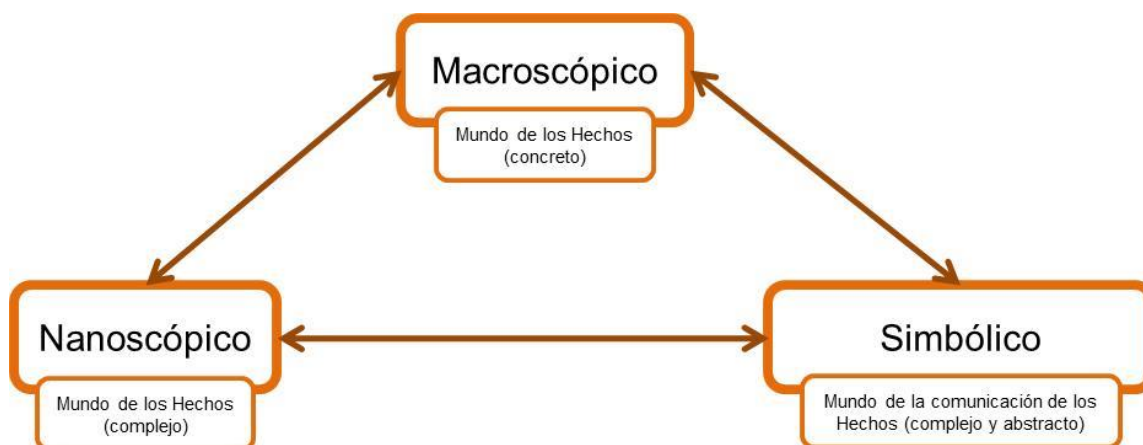 Macroscópico
Mundo de los Hechos
(concreto)
Nanoscópico
Mundo de los Hechos
(complejo)
Simbólico
Mundo de la comunicación de los
Hechos (complejo y abstracto)